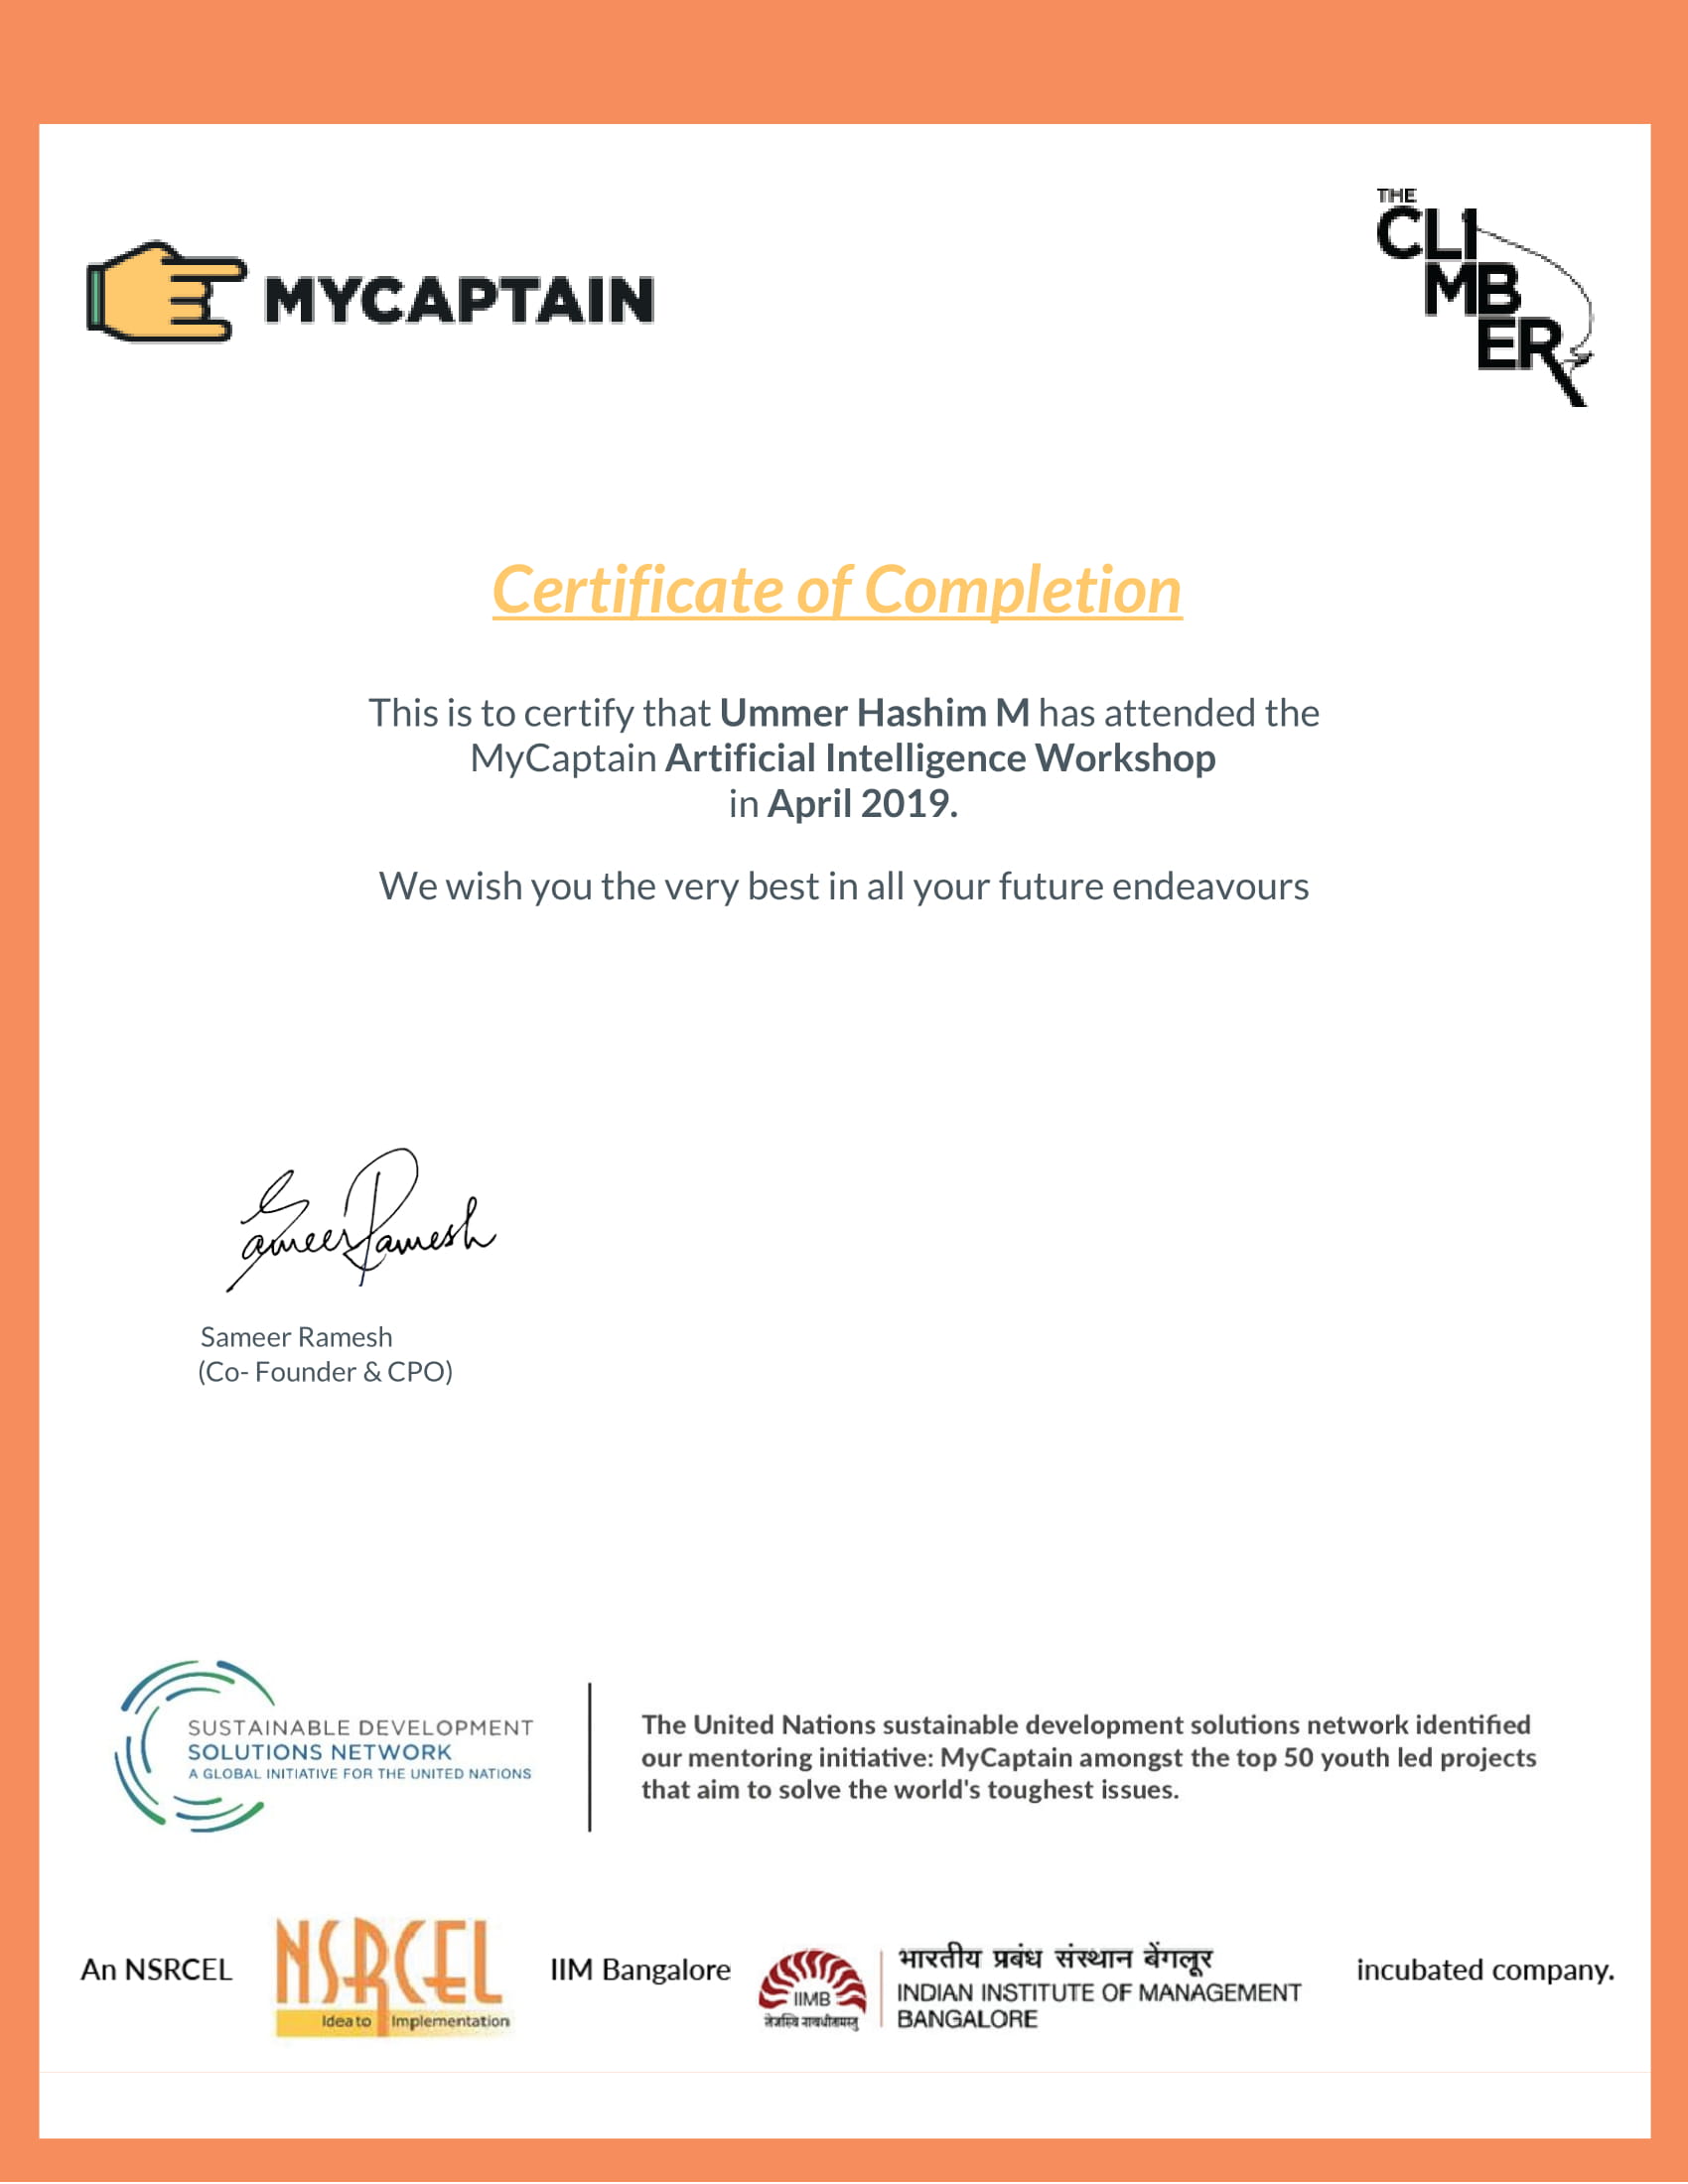 MYCAPTAIN
THE
CLI
MB
ER
Certificate of Completion
This is to certify that Ummer Hashim M has attended the
MyCaptain Artificial Intelligence Workshop
in April 2019.
We wish you the very best in all your future endeavours
Sameer Ramesh
Sameer Ramesh
(Co- Founder & CPO)
SUSTAINABLE DEVELOPMENT
SOLUTIONS NETWORK
A GLOBAL INITIATIVE FOR THE UNITED NATIONS
The United Nations sustainable development solutions network identified
our mentoring initiative: MyCaptain amongst the top 50 youth led projects
that aim to solve the world's toughest issues.
An NSRCEL
NSRCEL
Idea to Implementation
IIM Bangalore
IIMB
तेजस्वि नावधीतमस्तु
भारतीय प्रबंध संस्थान बेंगलूर
INDIAN INSTITUTE OF MANAGEMENT
BANGALORE
incubated company.